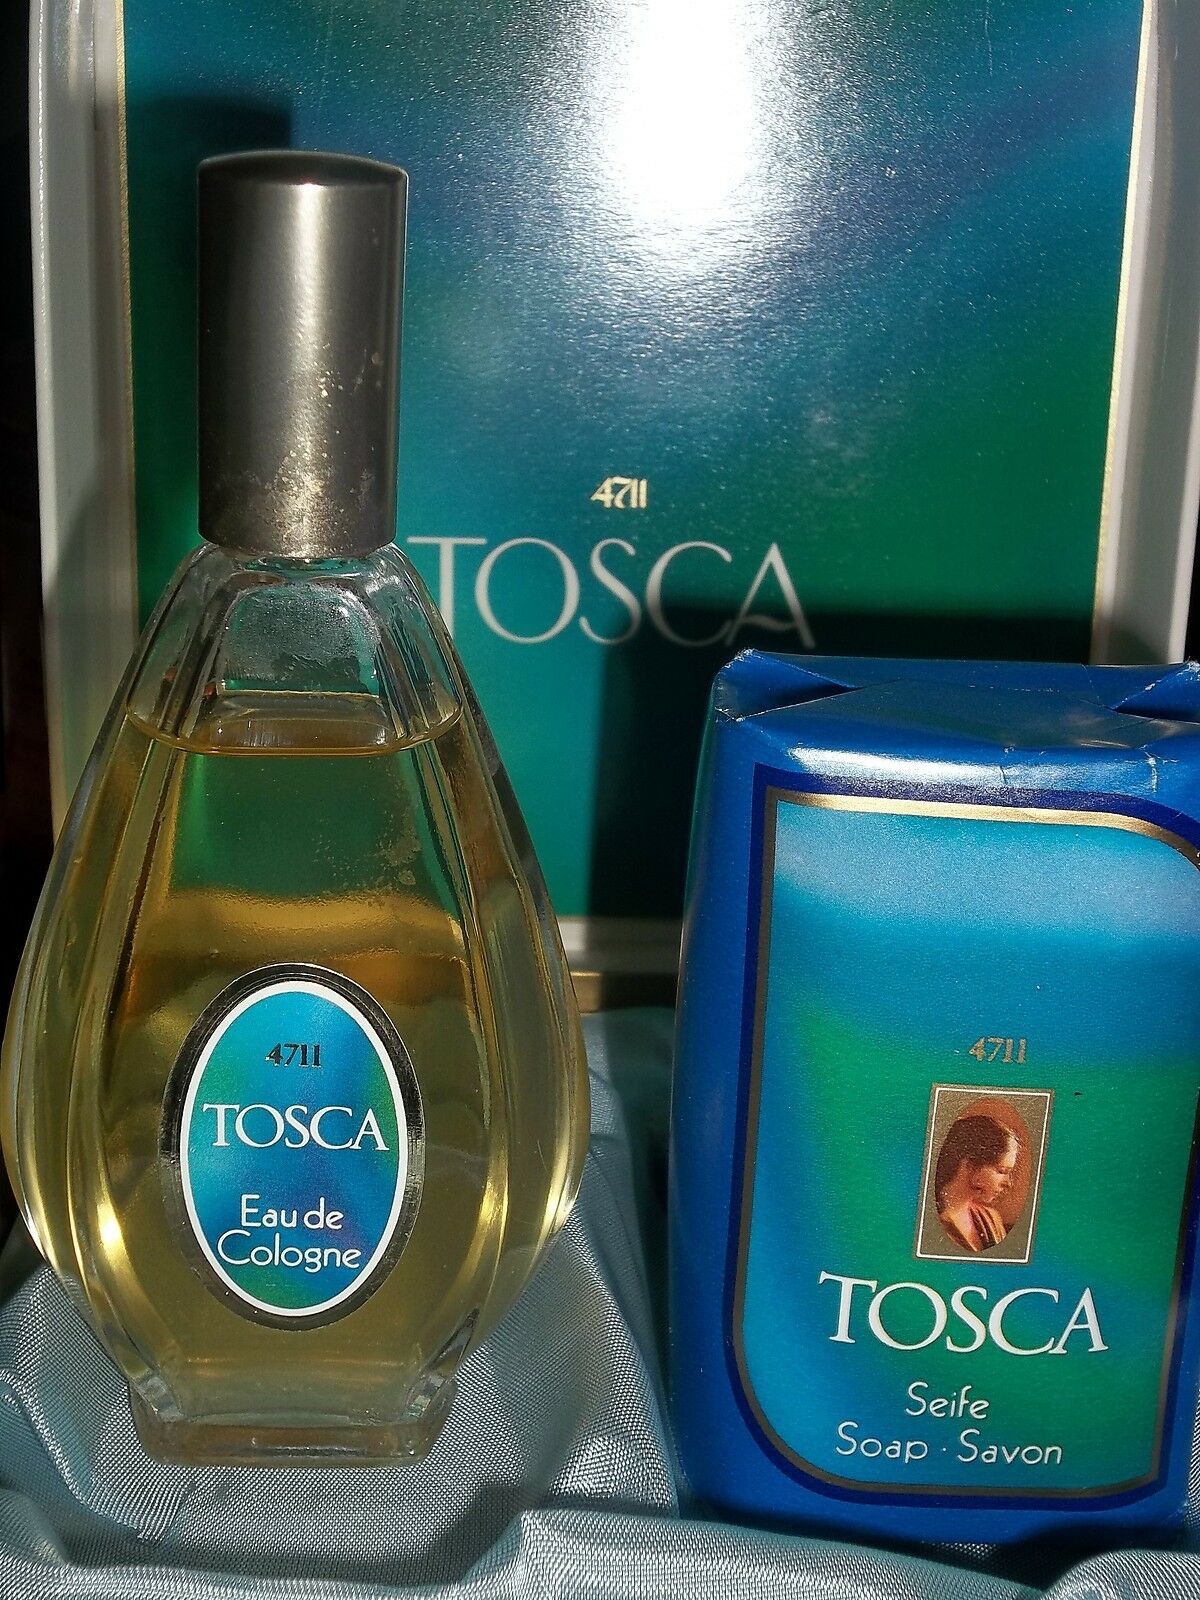 4711
TOSCA
4711
TOSCA
Eau de
Cologne
4711
TOSCA
Seife
Soap · Savon